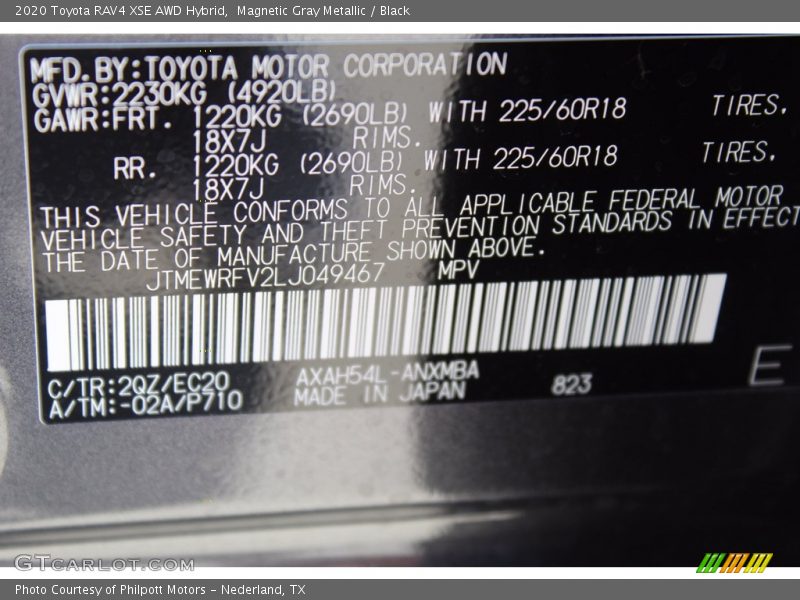 2020 Toyota RAV4 XSE AWD Hybrid, Magnetic Gray Metallic / Black
MFD.BY:TOYOTA MOTOR CORPORATION
GVWR:2230KG (4920LB)
GAWR:FRT. 1220KG (2690LB) WITH 225/60R18 TIRES.
18X7J RIMS.
RR. 1220KG (2690LB) WITH 225/60R18 TIRES.
18X7J RIMS.
THIS VEHICLE CONFORMS TO ALL APPLICABLE FEDERAL MOTOR
VEHICLE SAFETY AND THEFT PREVENTION STANDARDS IN EFFECT
THE DATE OF MANUFACTURE SHOWN ABOVE.
JTMEWRFV2LJ049467 MPV
C/TR:2QZ/EC20 AXAH54L-ANXMBA 823 E
A/TM:-02A/P710 MADE IN JAPAN
GTCARLOT.COM
Photo Courtesy of Philpott Motors - Nederland, TX